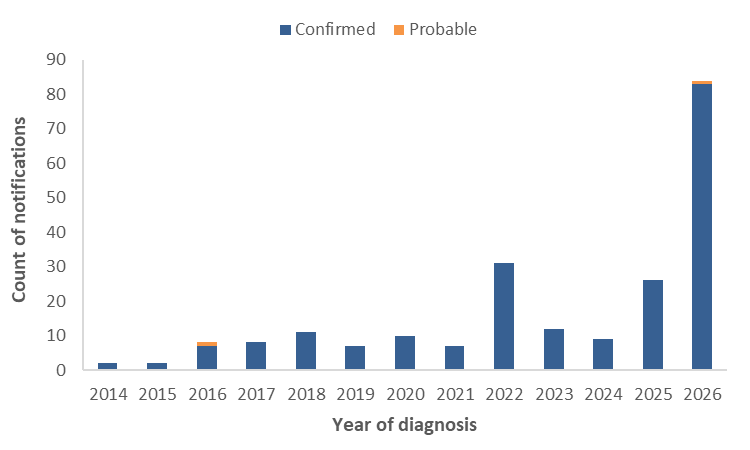 Confirmed Probable
90
80
70
60
50
40
30
20
10
0
Count of notifications
2014 2015 2016 2017 2018 2019 2020 2021 2022 2023 2024 2025 2026
Year of diagnosis